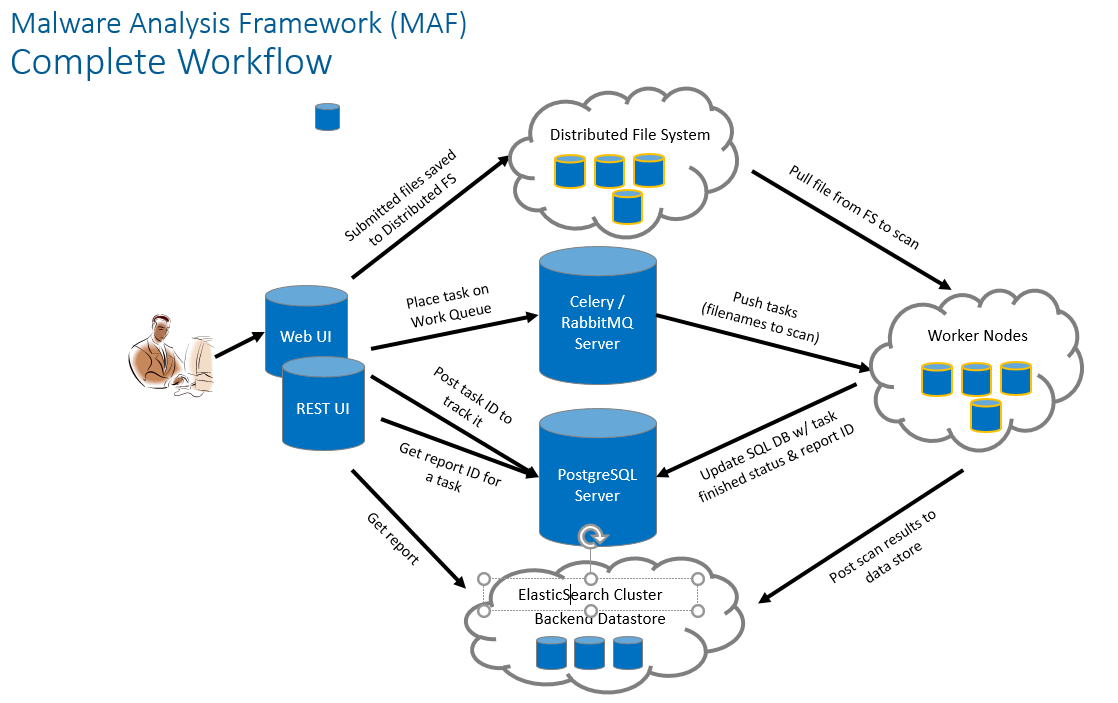 Malware Analysis Framework (MAF)
Complete Workflow
Distributed File System
Submitted files saved
to Distributed FS
Pull file from FS to scan
Place task on
Work Queue
Celery /
RabbitMQ
Server
Push tasks
(filenames to scan)
Worker Nodes
Web UI
REST UI
Post task ID to
track it
Get report ID for
a task
PostgreSQL
Server
Update SQL DB w/ task
finished status & report ID
Get report
Post scan results to
data store
ElasticSearch Cluster
Backend Datastore